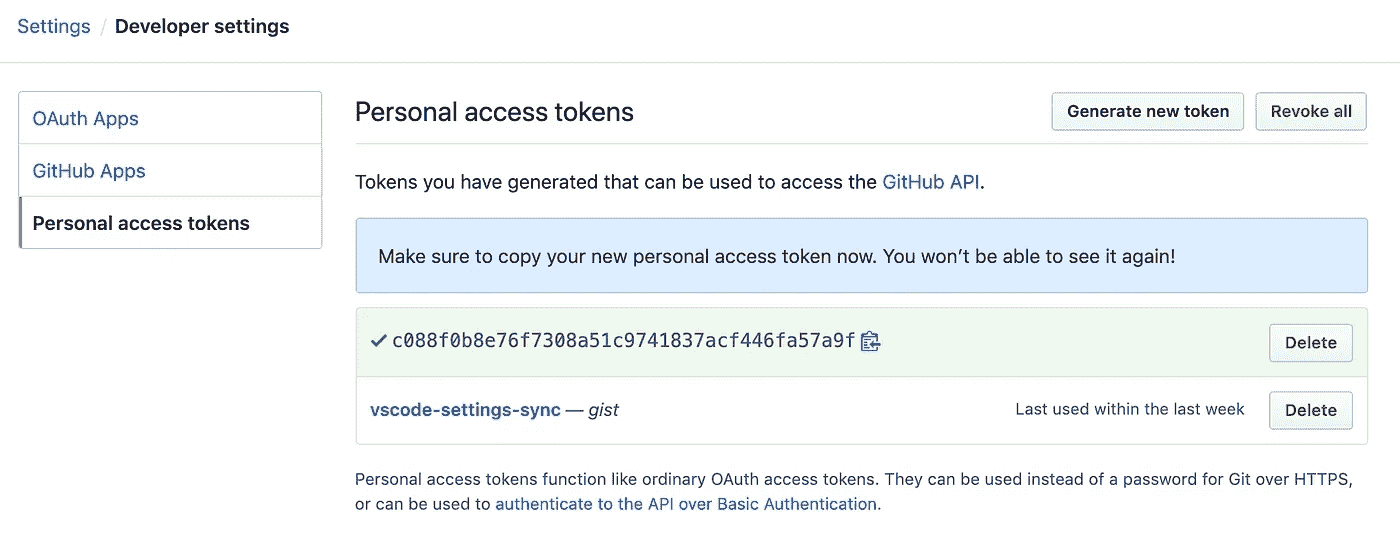 Settings / Developer settings
OAuth Apps
GitHub Apps
Personal access tokens
Personal access tokens
Generate new token
Revoke all
Tokens you have generated that can be used to access the GitHub API.
Make sure to copy your new personal access token now. You won’t be able to see it again!
c088f0b8e76f7308a51c9741837acf446fa57a9f
Delete
vscode-settings-sync — gist
Last used within the last week
Delete
Personal access tokens function like ordinary OAuth access tokens. They can be used instead of a password for Git over HTTPS,
or can be used to authenticate to the API over Basic Authentication.